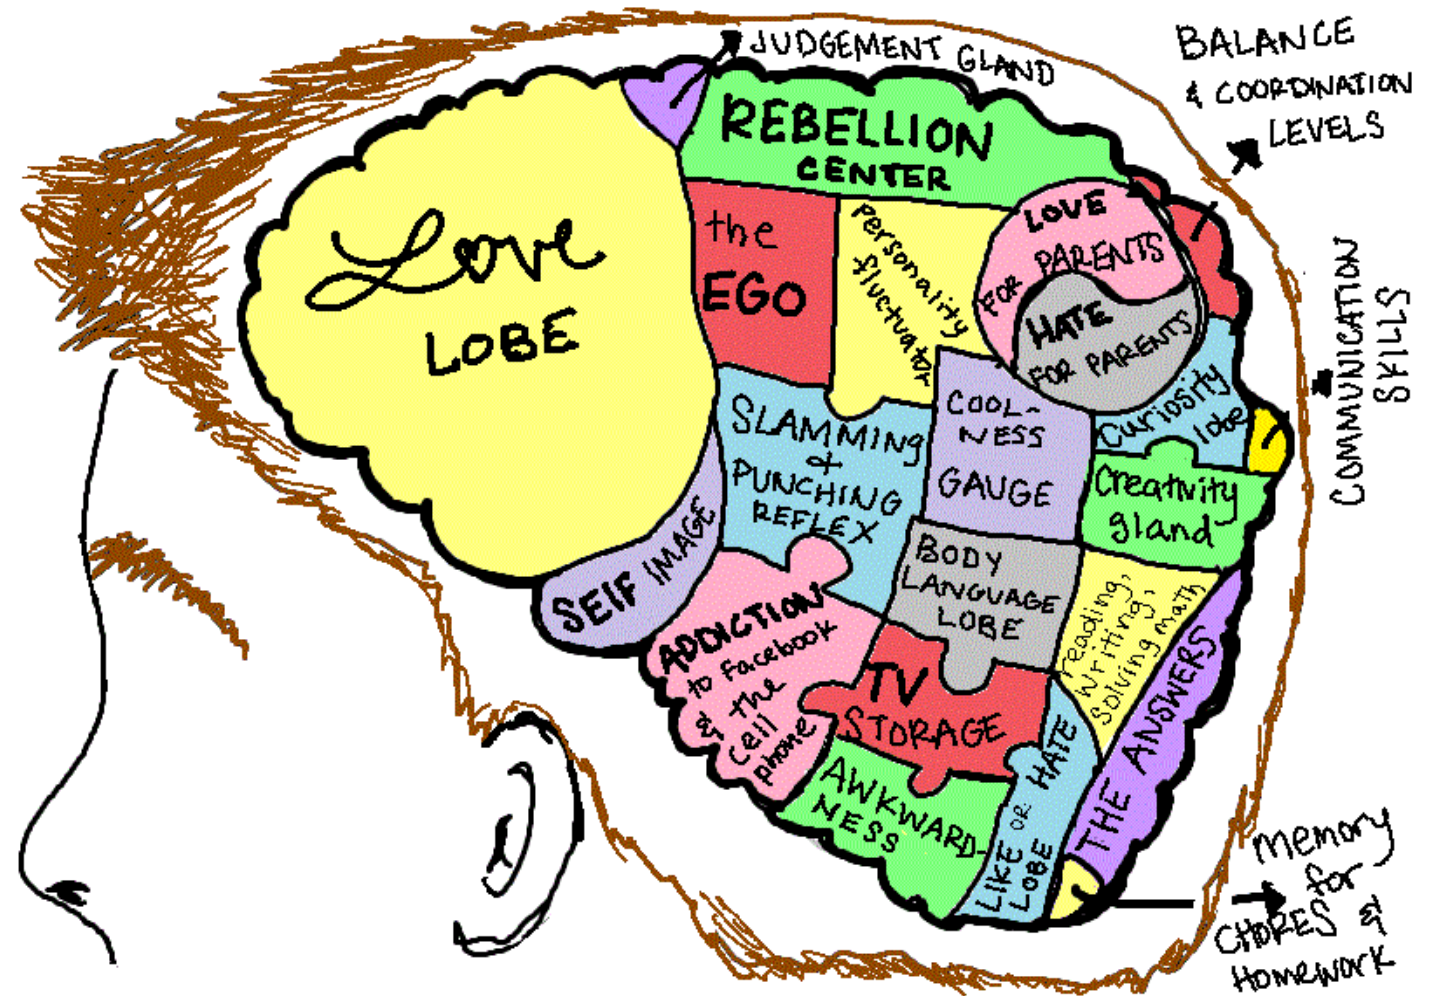 JUDGEMENT GLAND
BALANCE
& COORDINATION
LEVELS
REBELLION
CENTER
Love
LOBE
the
EGO
Personality
fluctuator
LOVE
FOR PARENTS
HATE
FOR PARENTS
COMMUNICATION
SKILLS
SLAMMING
&
PUNCHING
REFLEX
COOL-
NESS
GAUGE
Curiosity
lobe
Creativity
gland
SElF IMAGE
BODY
LANGUAGE
LOBE
reading,
writing,
solving math
ADDICTION
to facebook
& the
cell
phone
TV
STORAGE
THE ANSWERS
AWKWARD-
NESS
LIKE OR HATE
LOBE
memory
for
CHORES &
Homework